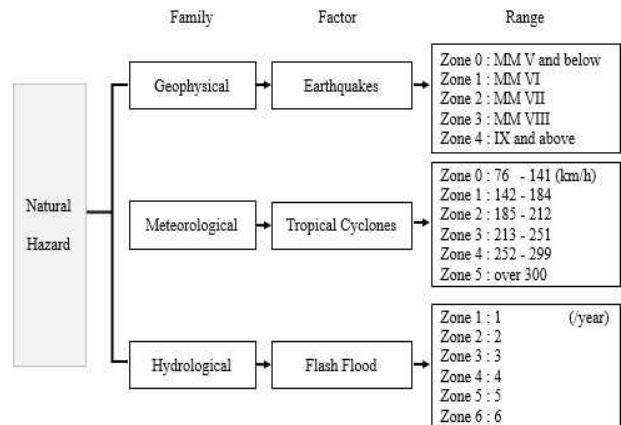 Family Factor Range
Natural
Hazard
Geophysical
Earthquakes
Zone 0 : MM V and below
Zone 1 : MM VI
Zone 2 : MM VII
Zone 3 : MM VIII
Zone 4 : IX and above
Meteorological
Tropical Cyclones
Zone 0 : 76 - 141 (km/h)
Zone 1 : 142 - 184
Zone 2 : 185 - 212
Zone 3 : 213 - 251
Zone 4 : 252 - 299
Zone 5 : over 300
Hydrological
Flash Flood
Zone 1 : 1 (/year)
Zone 2 : 2
Zone 3 : 3
Zone 4 : 4
Zone 5 : 5
Zone 6 : 6